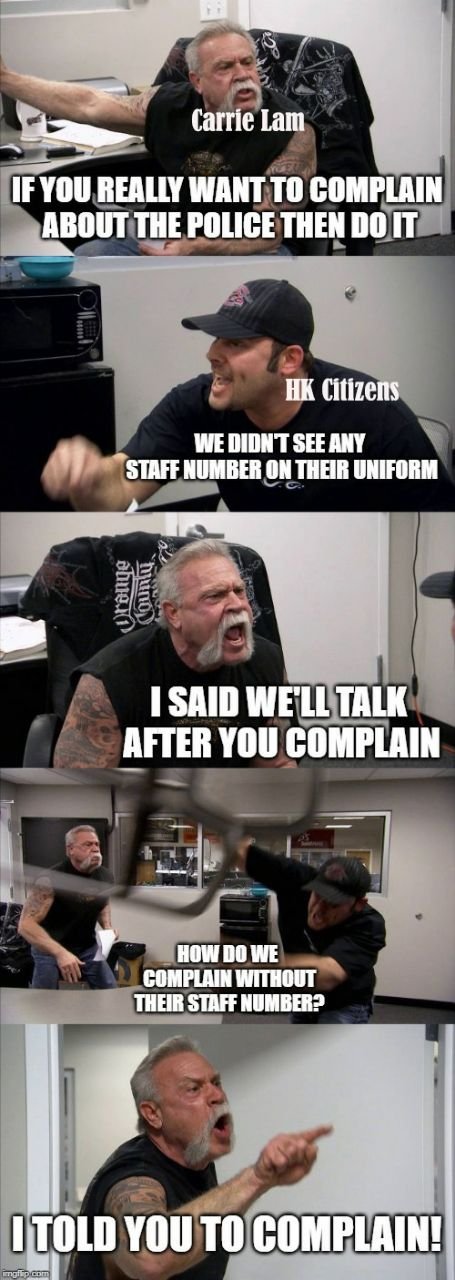 Carrie Lam
IF YOU REALLY WANT TO COMPLAIN
ABOUT THE POLICE THEN DO IT
HK Citizens
WE DIDN'T SEE ANY
STAFF NUMBER ON THEIR UNIFORM
Orange
County
I SAID WE'LL TALK
AFTER YOU COMPLAIN
HOW DO WE
COMPLAIN WITHOUT
THEIR STAFF NUMBER?
I TOLD YOU TO COMPLAIN!
imgflip.com